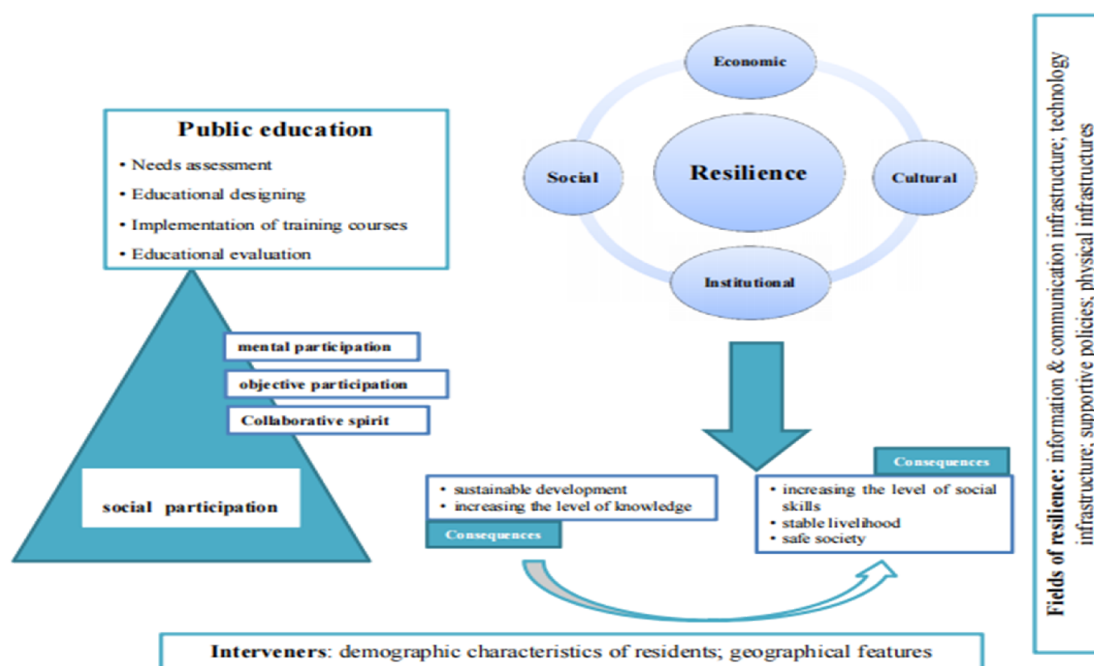 Public education
• Needs assessment
• Educational designing
• Implementation of training courses
• Educational evaluation
mental participation
objective participation
Collaborative spirit
social participation
Economic
Social
Resilience
Cultural
Institutional
• sustainable development
• increasing the level of knowledge
Consequences
Consequences
• increasing the level of social
skills
• stable livelihood
• safe society
Interveners: demographic characteristics of residents; geographical features
Fields of resilience: information & communication infrastructure; technology
infrastructure; supportive policies; physical infrastructures